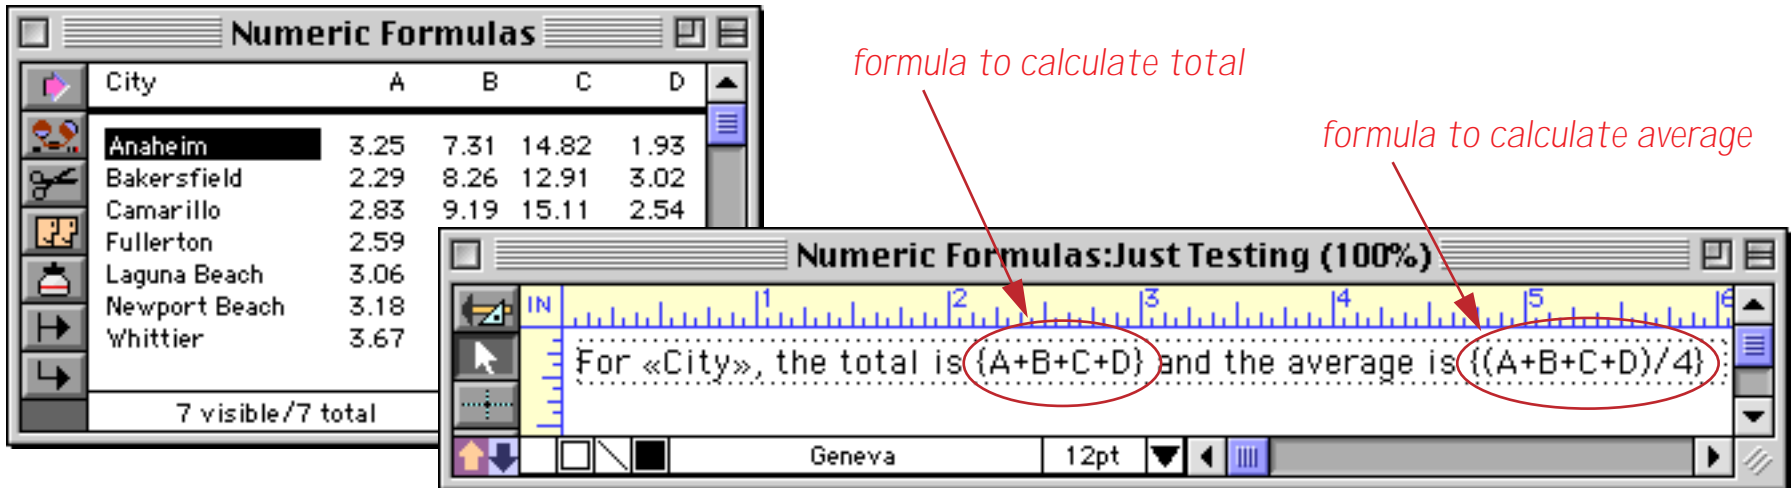 Numeric Formulas
City A B C D
Anaheim 3.25 7.31 14.82 1.93
Bakersfield 2.29 8.26 12.91 3.02
Camarillo 2.83 9.19 15.11 2.54
Fullerton 2.59
Laguna Beach 3.06
Newport Beach 3.18
Whittier 3.67
7 visible/7 total
formula to calculate total
formula to calculate average
Numeric Formulas:Just Testing (100%)
IN 1 2 3 4 5 6
For «City», the total is {A+B+C+D} and the average is {(A+B+C+D)/4}
Geneva 12pt